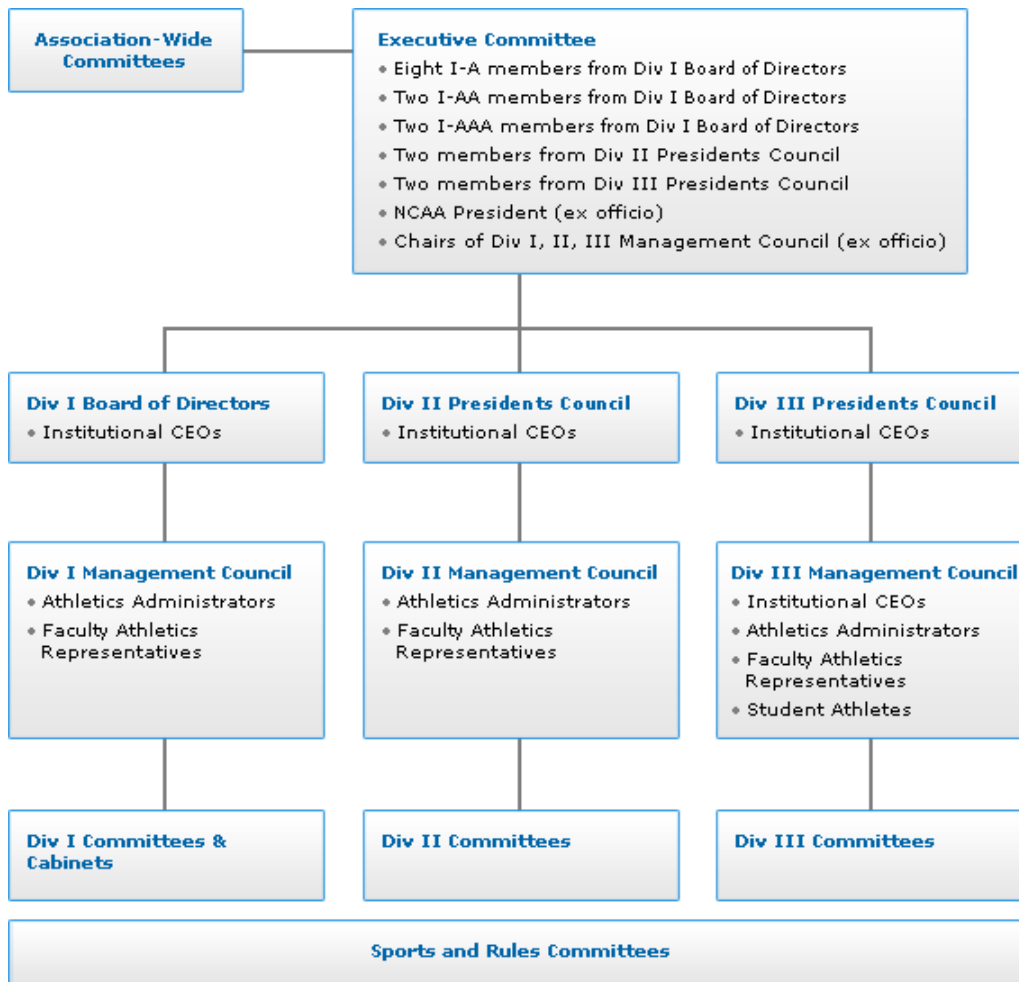 Association-Wide
Committees
Executive Committee
• Eight I-A members from Div I Board of Directors
• Two I-AA members from Div I Board of Directors
• Two I-AAA members from Div I Board of Directors
• Two members from Div II Presidents Council
• Two members from Div III Presidents Council
• NCAA President (ex officio)
• Chairs of Div I, II, III Management Council (ex officio)
Div I Board of Directors
• Institutional CEOs
Div II Presidents Council
• Institutional CEOs
Div III Presidents Council
• Institutional CEOs
Div I Management Council
• Athletics Administrators
• Faculty Athletics
Representatives
Div II Management Council
• Athletics Administrators
• Faculty Athletics
Representatives
Div III Management Council
• Institutional CEOs
• Athletics Administrators
• Faculty Athletics
Representatives
• Student Athletes
Div I Committees &
Cabinets
Div II Committees
Div III Committees
Sports and Rules Committees